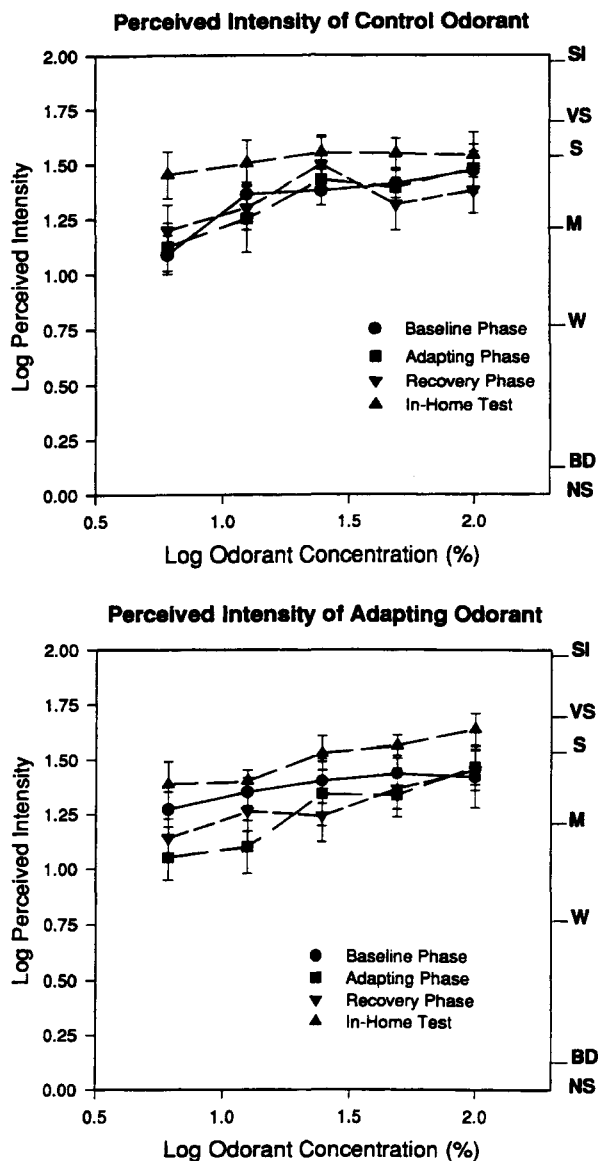 Perceived Intensity of Control Odorant
Log Perceived Intensity
2.00
1.75
1.50
1.25
1.00
0.75
0.50
0.25
0.00
SI
VS
S
M
W
BD
NS
Baseline Phase
Adapting Phase
Recovery Phase
In-Home Test
0.5 1.0 1.5 2.0
Log Odorant Concentration (%)
Perceived Intensity of Adapting Odorant
Log Perceived Intensity
2.00
1.75
1.50
1.25
1.00
0.75
0.50
0.25
0.00
SI
VS
S
M
W
BD
NS
Baseline Phase
Adapting Phase
Recovery Phase
In-Home Test
0.5 1.0 1.5 2.0
Log Odorant Concentration (%)